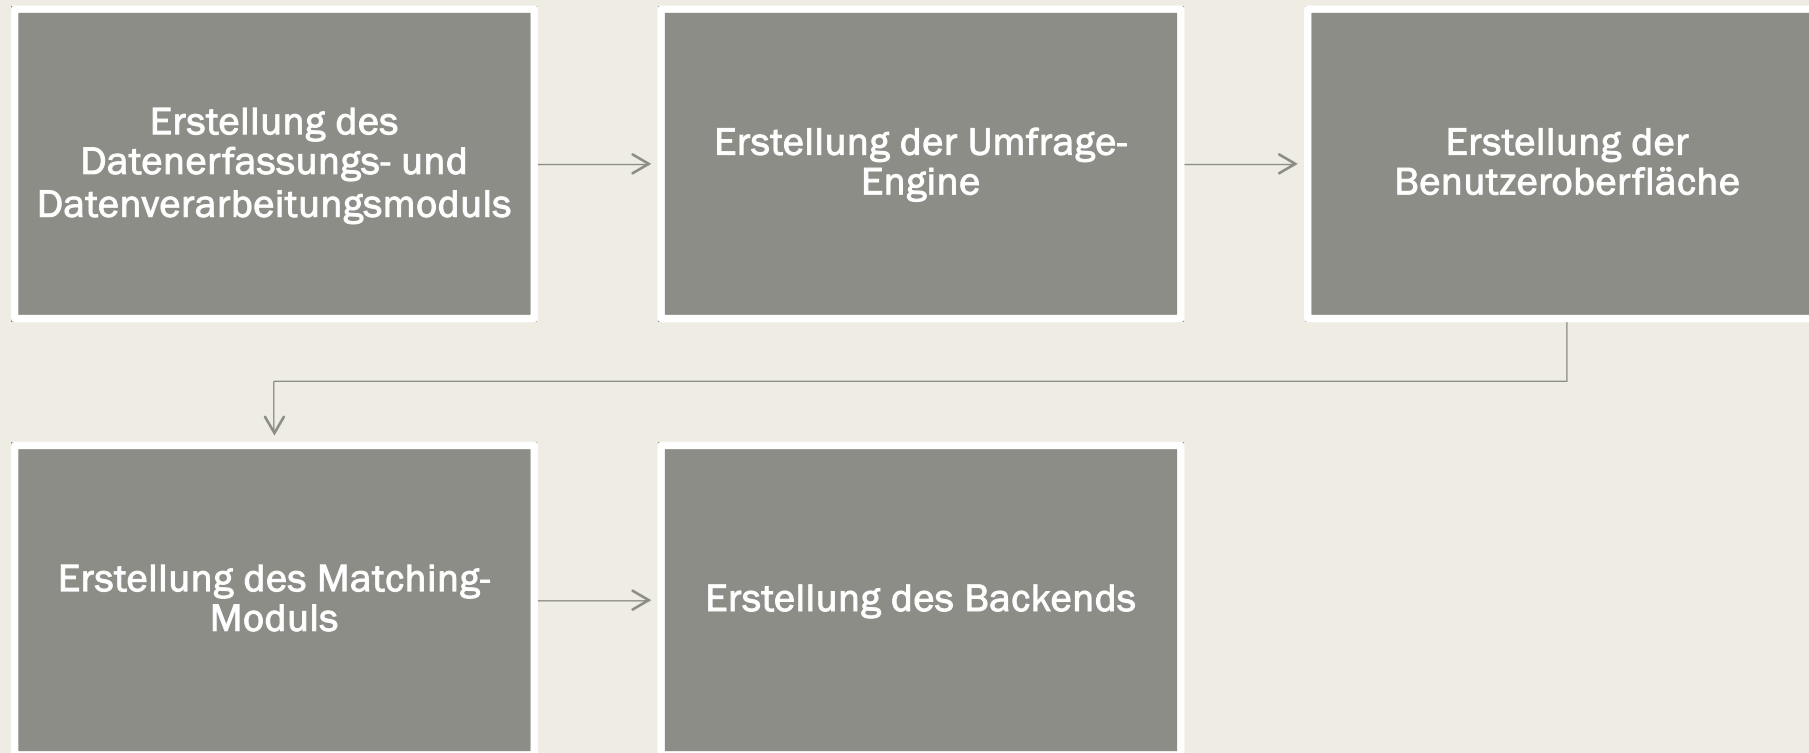 Erstellung des
Datenerfassungs- und
Datenverarbeitungsmoduls
Erstellung der Umfrage-
Engine
Erstellung der
Benutzeroberfläche
Erstellung des Matching-
Moduls
Erstellung des Backends